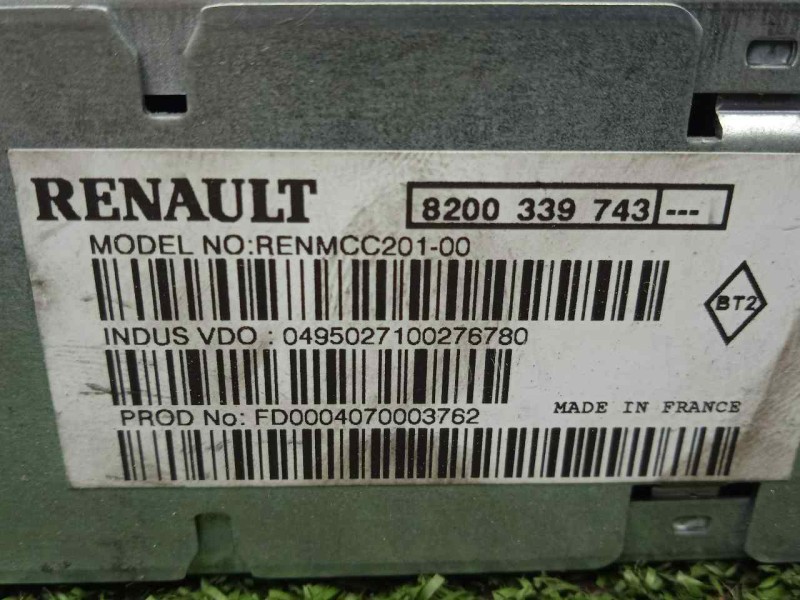 RENAULT 8200 339 743 ---
MODEL NO:RENMCC201-00
BT2
INDUS VDO : 0495027100276780
PROD No: FD0004070003762 MADE IN FRANCE